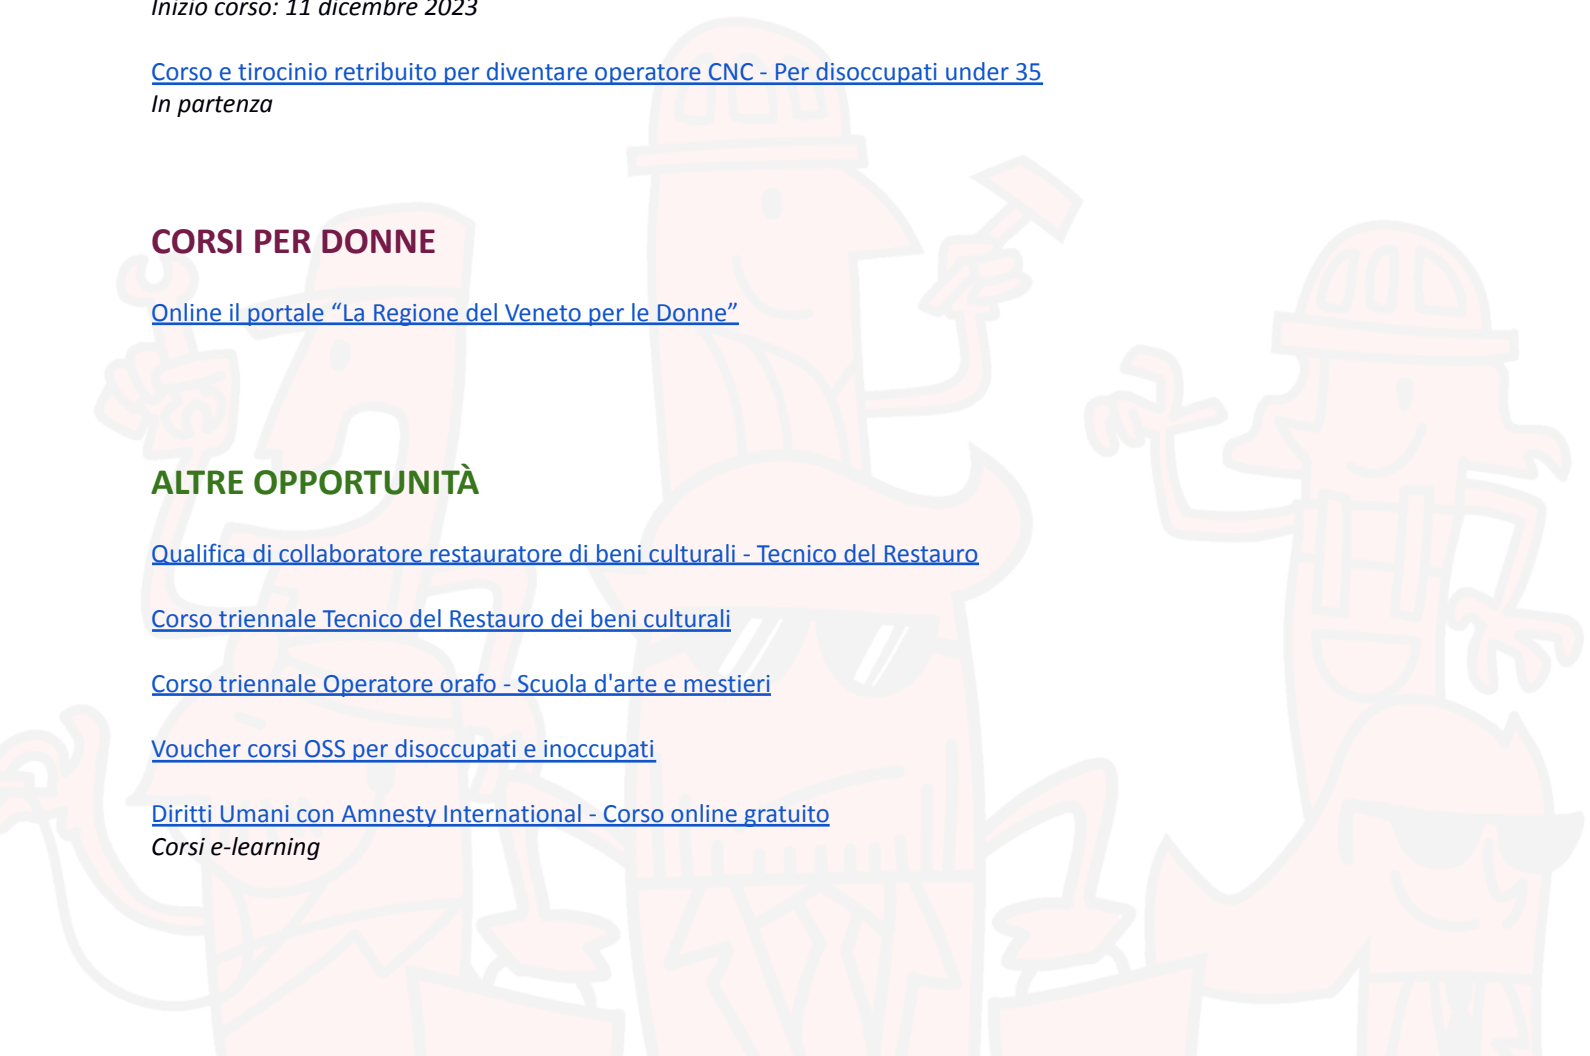 Inizio corso: 11 dicembre 2023
Corso e tirocinio retribuito per diventare operatore CNC - Per disoccupati under 35
In partenza
CORSI PER DONNE
Online il portale “La Regione del Veneto per le Donne”
ALTRE OPPORTUNITÀ
Qualifica di collaboratore restauratore di beni culturali - Tecnico del Restauro
Corso triennale Tecnico del Restauro dei beni culturali
Corso triennale Operatore orafo - Scuola d'arte e mestieri
Voucher corsi OSS per disoccupati e inoccupati
Diritti Umani con Amnesty International - Corso online gratuito
Corsi e-learning